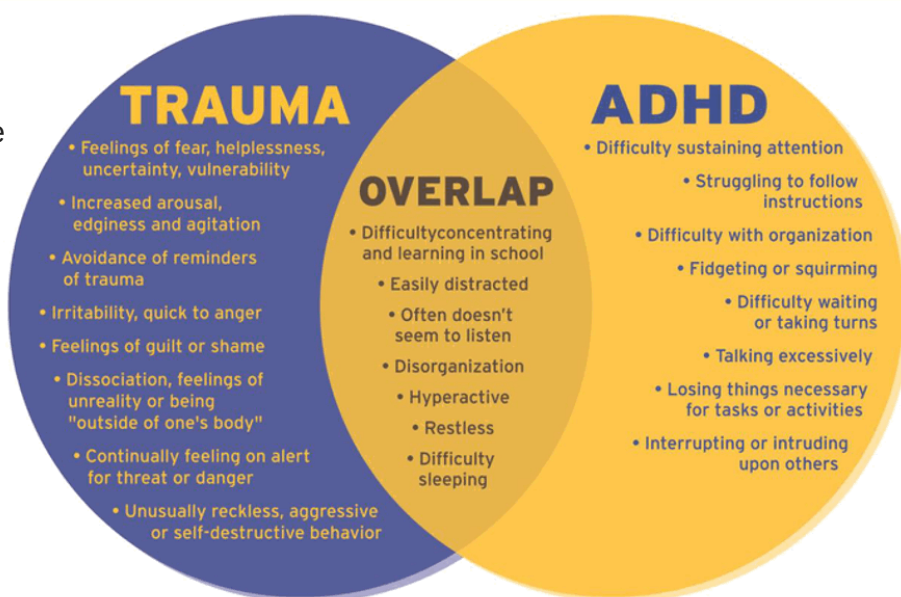 e
TRAUMA
• Feelings of fear, helplessness,
uncertainty, vulnerability
• Increased arousal,
edginess and agitation
• Avoidance of reminders
of trauma
• Irritability, quick to anger
• Feelings of guilt or shame
• Dissociation, feelings of
unreality or being
"outside of one's body"
• Continually feeling on alert
for threat or danger
• Unusually reckless, aggressive
or self-destructive behavior
OVERLAP
• Difficultyconcentrating
and learning in school
• Easily distracted
• Often doesn't
seem to listen
• Disorganization
• Hyperactive
• Restless
• Difficulty
sleeping
ADHD
• Difficulty sustaining attention
• Struggling to follow
instructions
• Difficulty with organization
• Fidgeting or squirming
• Difficulty waiting
or taking turns
• Talking excessively
• Losing things necessary
for tasks or activities
• Interrupting or intruding
upon others